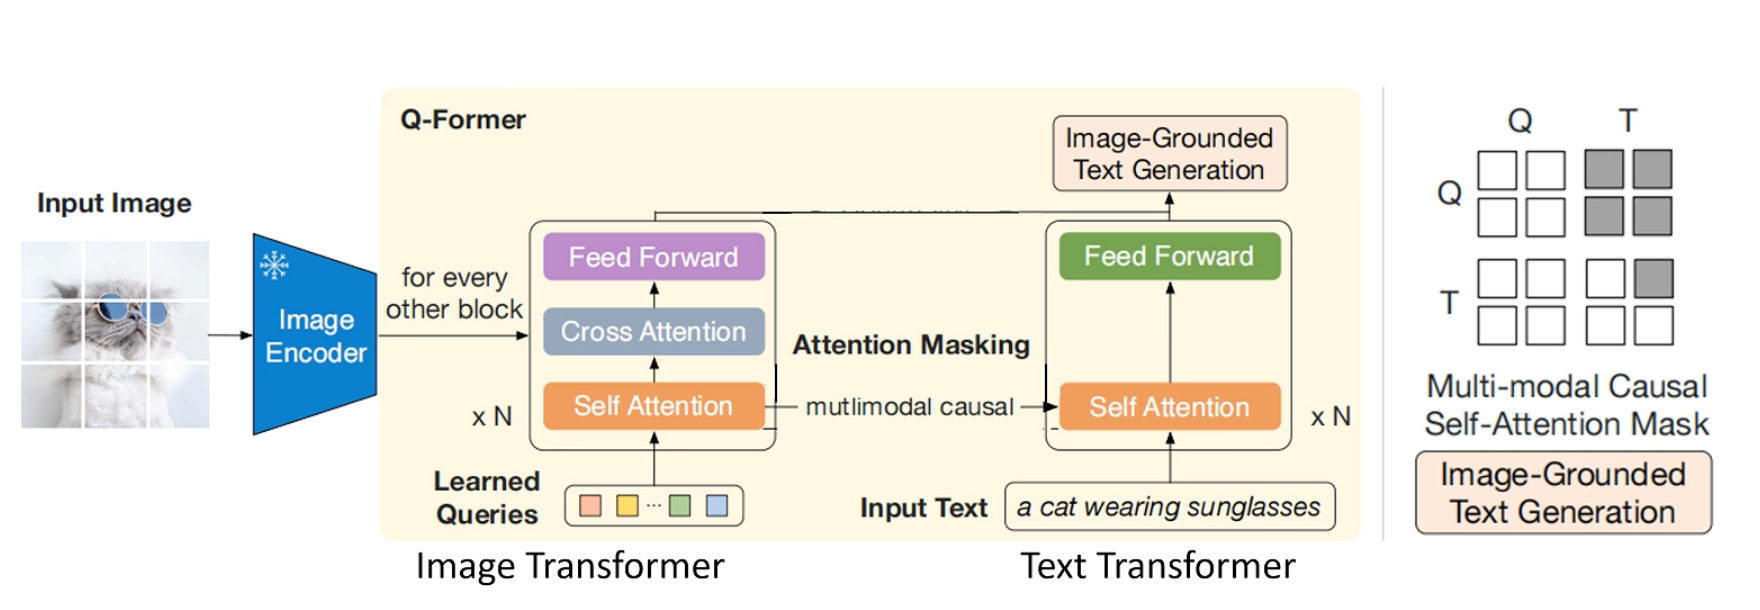 Q-Former
Input Image
Image
Encoder
for every
other block
Feed Forward
Cross Attention
Self Attention
x N
Learned
Queries
...
Image Transformer
Attention Masking
mutlimodal causal
Image-Grounded
Text Generation
Feed Forward
Self Attention
x N
Input Text
a cat wearing sunglasses
Text Transformer
Q T
Q
T
Multi-modal Causal
Self-Attention Mask
Image-Grounded
Text Generation